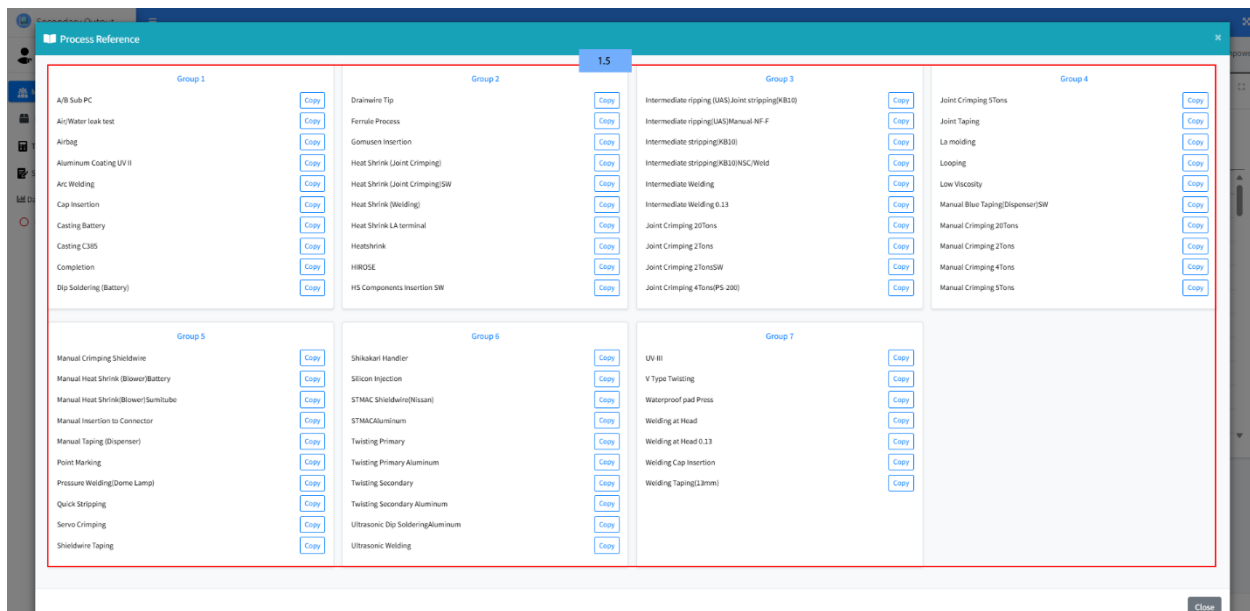 Secondary Output
Process Reference
×
1.5
Group 1
A/B Sub PC Copy
Air/Water leak test Copy
Airbag Copy
Aluminum Coating UV II Copy
Arc Welding Copy
Cap Insertion Copy
Casting Battery Copy
Casting C385 Copy
Completion Copy
Dip Soldering (Battery) Copy
Group 2
Drainwire Tip Copy
Ferrule Process Copy
Gomusen Insertion Copy
Heat Shrink (Joint Crimping) Copy
Heat Shrink (Joint Crimping)SW Copy
Heat Shrink (Welding) Copy
Heat Shrink LA terminal Copy
Heatshrink Copy
HIROSE Copy
HS Components Insertion SW Copy
Group 3
Intermediate ripping (UAS)Joint stripping(KB10) Copy
Intermediate ripping(UAS)Manual-NF-F Copy
Intermediate stripping(KB10) Copy
Intermediate stripping(KB10)NSC/Weld Copy
Intermediate Welding Copy
Intermediate Welding 0.13 Copy
Joint Crimping 20Tons Copy
Joint Crimping 2Tons Copy
Joint Crimping 2TonsSW Copy
Joint Crimping 4Tons(PS-200) Copy
Group 4
Joint Crimping 5Tons Copy
Joint Taping Copy
La molding Copy
Looping Copy
Low Viscosity Copy
Manual Blue Taping(Dispenser)SW Copy
Manual Crimping 20Tons Copy
Manual Crimping 2Tons Copy
Manual Crimping 4Tons Copy
Manual Crimping 5Tons Copy
Group 5
Manual Crimping Shieldwire Copy
Manual Heat Shrink (Blower)Battery Copy
Manual Heat Shrink(Blower)Sumitube Copy
Manual Insertion to Connector Copy
Manual Taping (Dispenser) Copy
Point Marking Copy
Pressure Welding(Dome Lamp) Copy
Quick Stripping Copy
Servo Crimping Copy
Shieldwire Taping Copy
Group 6
Shikakari Handler Copy
Silicon Injection Copy
STMAC Shieldwire(Nissan) Copy
STMACAluminum Copy
Twisting Primary Copy
Twisting Primary Aluminum Copy
Twisting Secondary Copy
Twisting Secondary Aluminum Copy
Ultrasonic Dip SolderingAluminum Copy
Ultrasonic Welding Copy
Group 7
UV-III Copy
V Type Twisting Copy
Waterproof pad Press Copy
Welding at Head Copy
Welding at Head 0.13 Copy
Welding Cap Insertion Copy
Welding Taping(13mm) Copy
Close